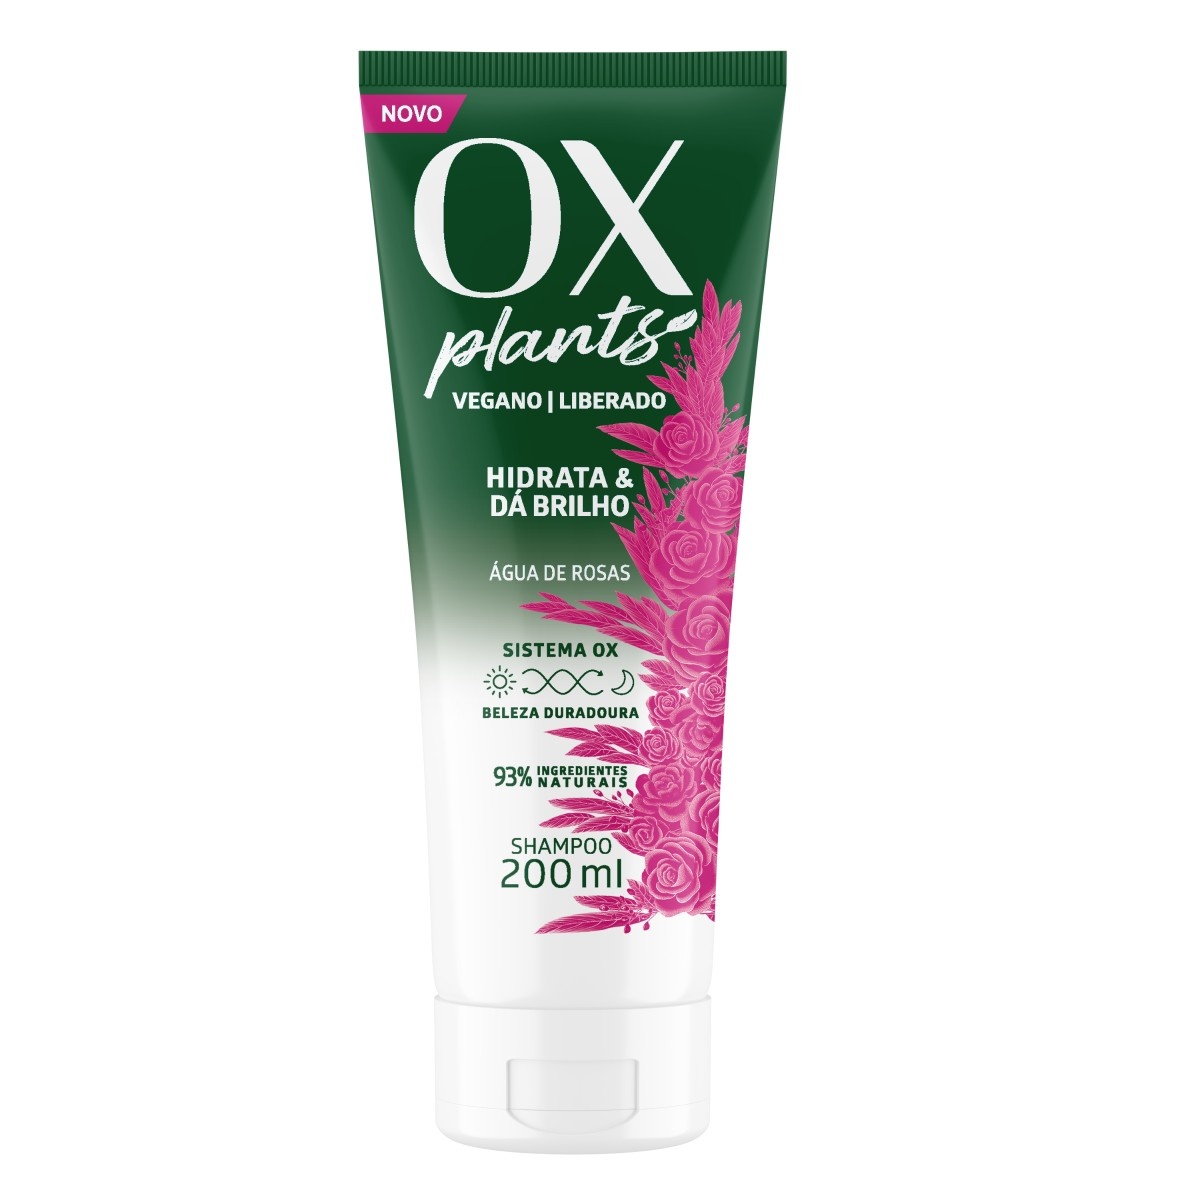 NOVO
OX
plants
VEGANO | LIBERADO
HIDRATA &
DÁ BRILHO
ÁGUA DE ROSAS
SISTEMA OX
BELEZA DURADOURA
93% INGREDIENTES
NATURAIS
SHAMPOO
200 ml